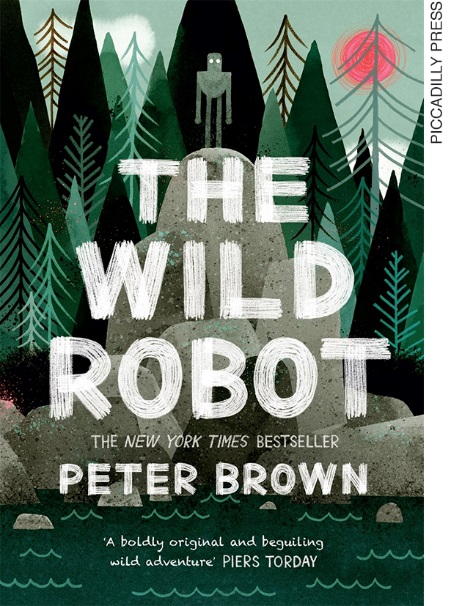 THE
WILD
ROBOT
THE NEW YORK TIMES BESTSELLER
PETER BROWN
‘A boldly original and beguiling
wild adventure’ PIERS TORDAY
PICCADILLY PRESS